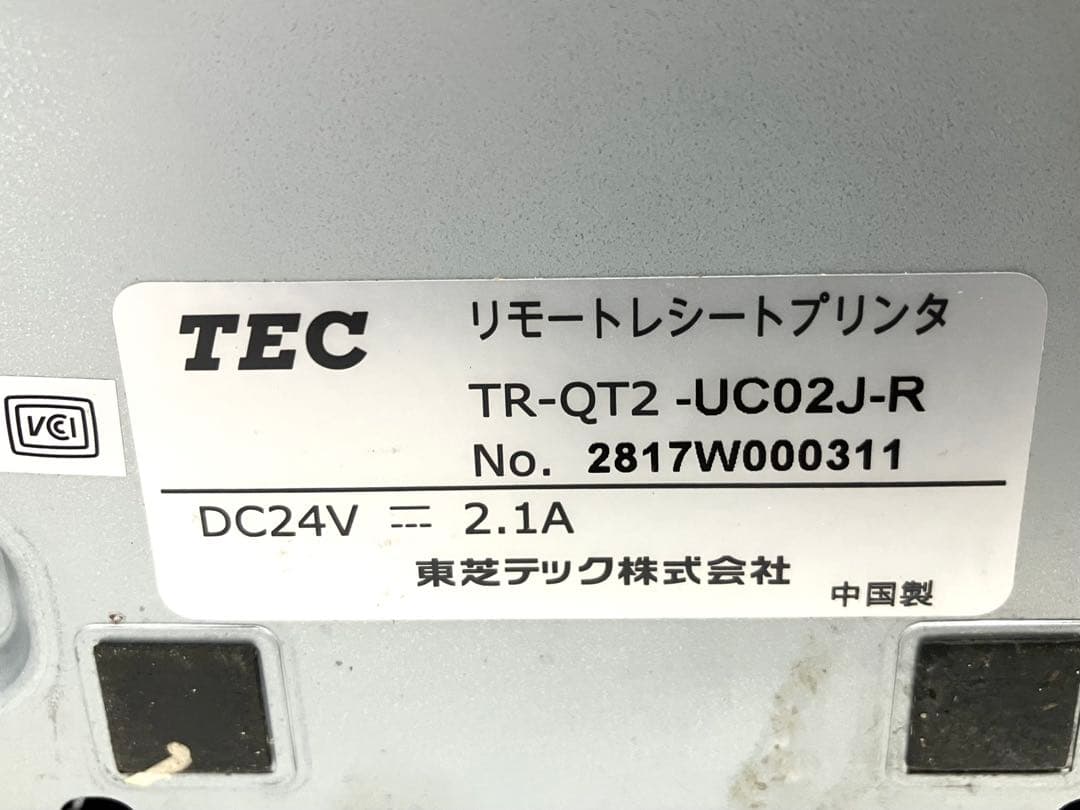 TEC
リモートレシートプリンタ
TR-QT2 -UC02J-R
No. 2817W000311
VCCI
DC24V ⎓ 2.1A
東芝テック株式会社
中国製